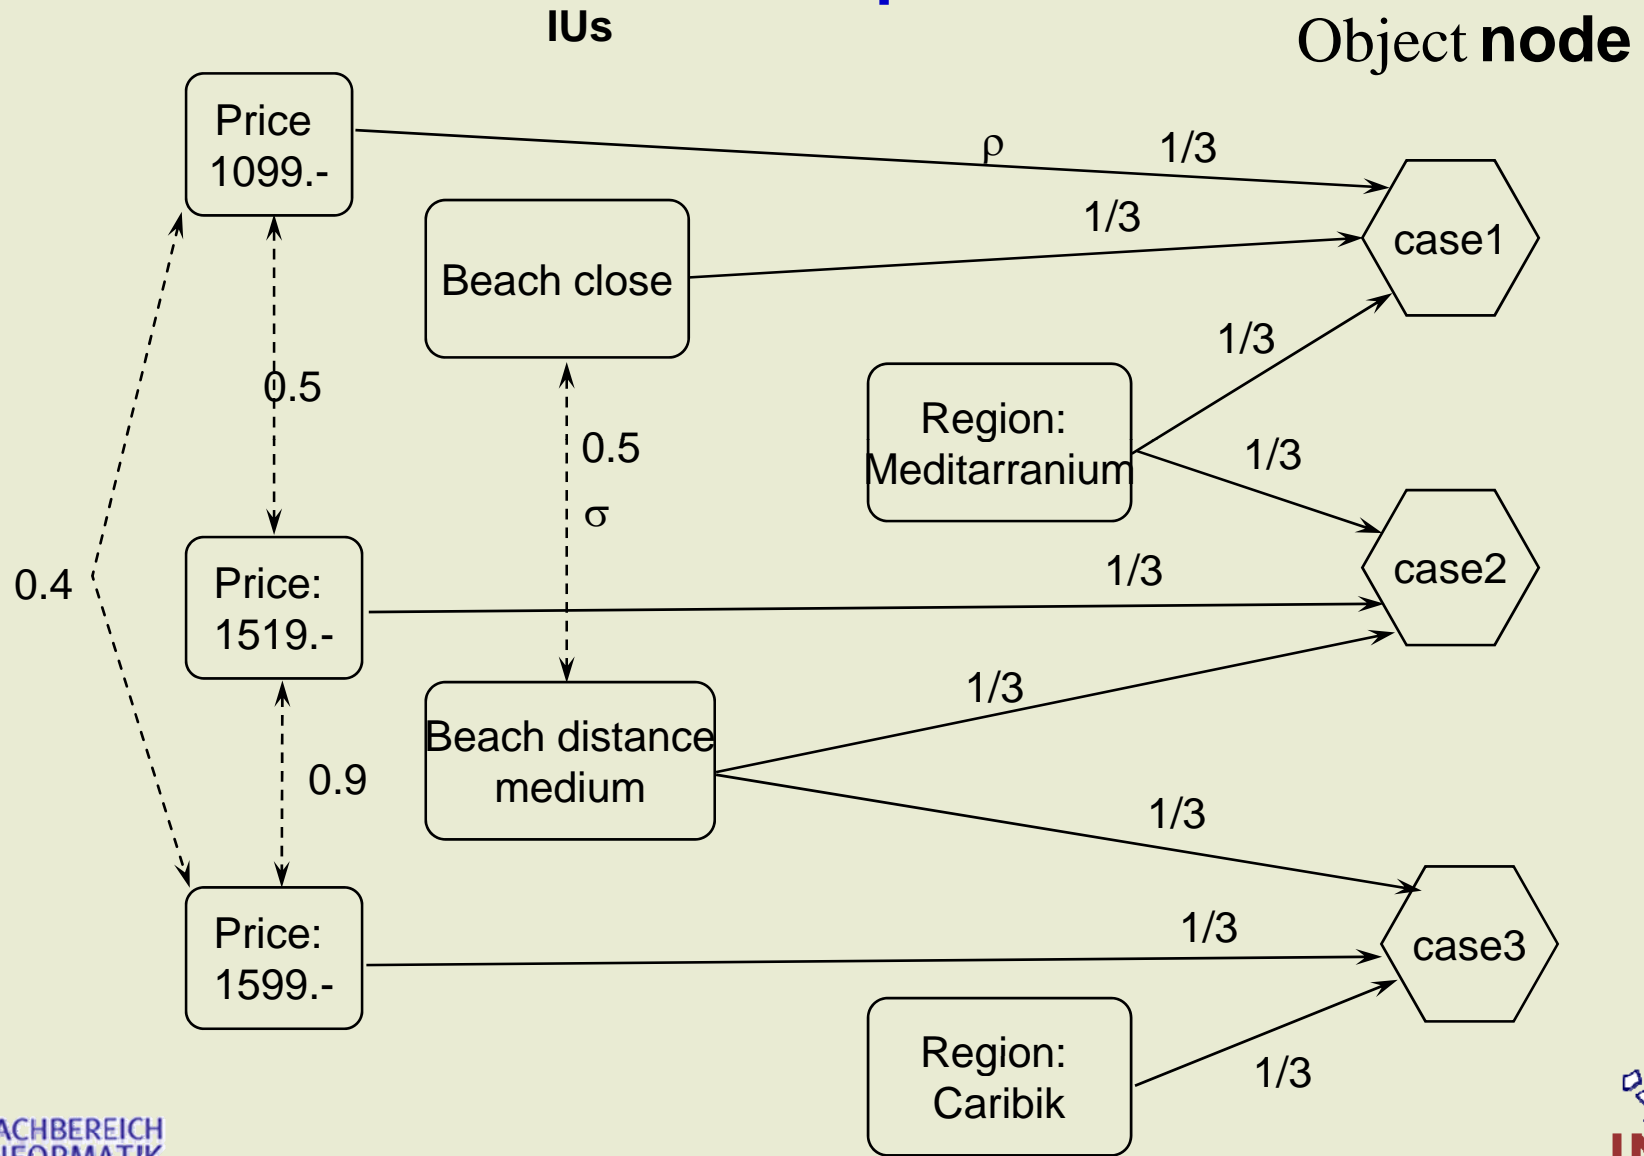 IUs
Object node
Price
1099.-
ρ
1/3
1/3
case1
Beach close
1/3
Region:
Meditarranium
0.5
0.5
σ
1/3
case2
0.4
Price:
1519.-
1/3
1/3
Beach distance
medium
0.9
1/3
Price:
1599.-
1/3
case3
Region:
Caribik
1/3
ACHBEREICH